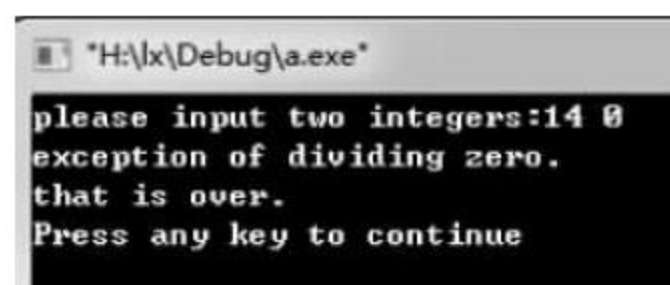 "H:\lx\Debug\a.exe"
please input two integers:14 0
exception of dividing zero.
that is over.
Press any key to continue